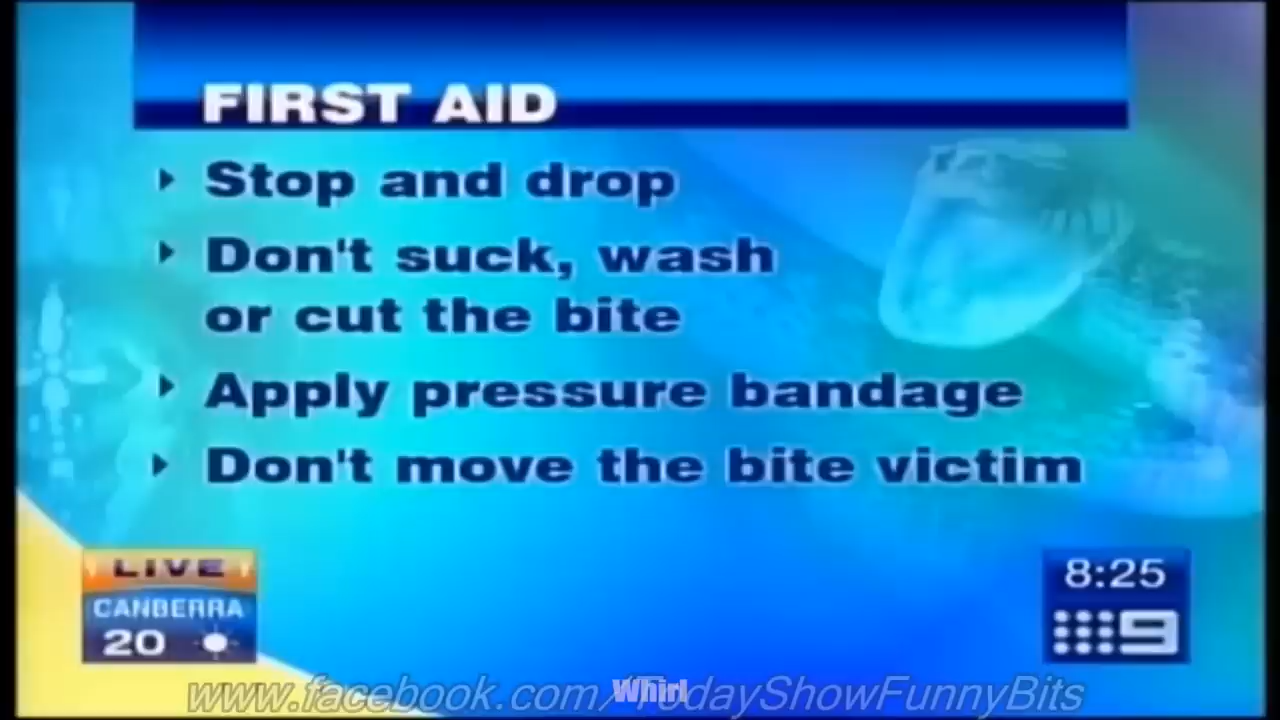 FIRST AID
Stop and drop
Don't suck, wash
or cut the bite
Apply pressure bandage
Don't move the bite victim
LIVE
CANBERRA
20
8:25
9
www.facebook.com/TodayShowFunnyBits
Whirl